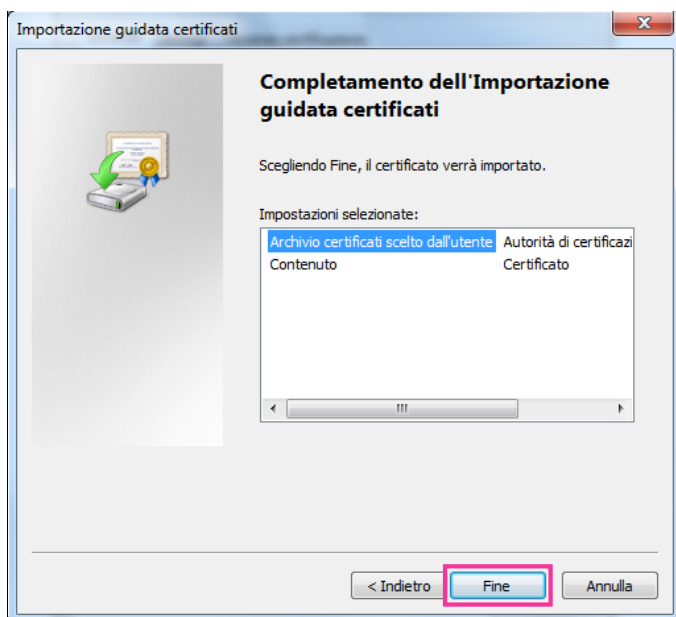 Importazione guidata certificati
Completamento dell'Importazione
guidata certificati
Scegliendo Fine, il certificato verrà importato.
Impostazioni selezionate:
Archivio certificati scelto dall'utente Autorità di certificazi
Contenuto Certificato
< Indietro Fine Annulla